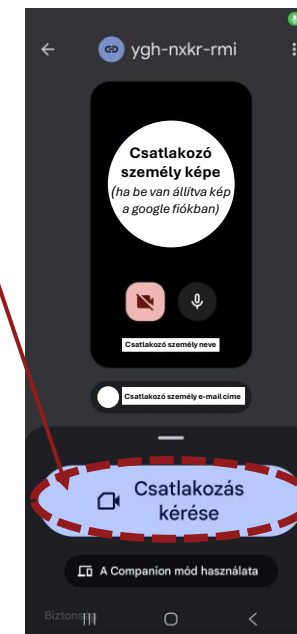 ygh-nxkr-rmi
Csatlakozó
személy képe
(ha be van állítva kép
a google fiókban)
Csatlakozó személy neve
Csatlakozó személy e-mail címe
Csatlakozás
kérése
A Companion mód használata